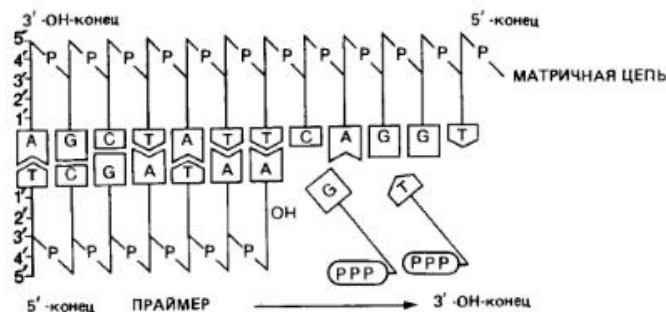 3' -ОН-конец 5' -конец
5' P P P P P P P P P P P P
4'
3' МАТРИЧНАЯ ЦЕПЬ
2'
1'
A G C T A T T C A G G T
T C G A T A A G T
1'
2' OH
3'
4' P P P P P P PPP PPP
5'
5' -конец ПРАЙМЕР 3' -ОН-конец